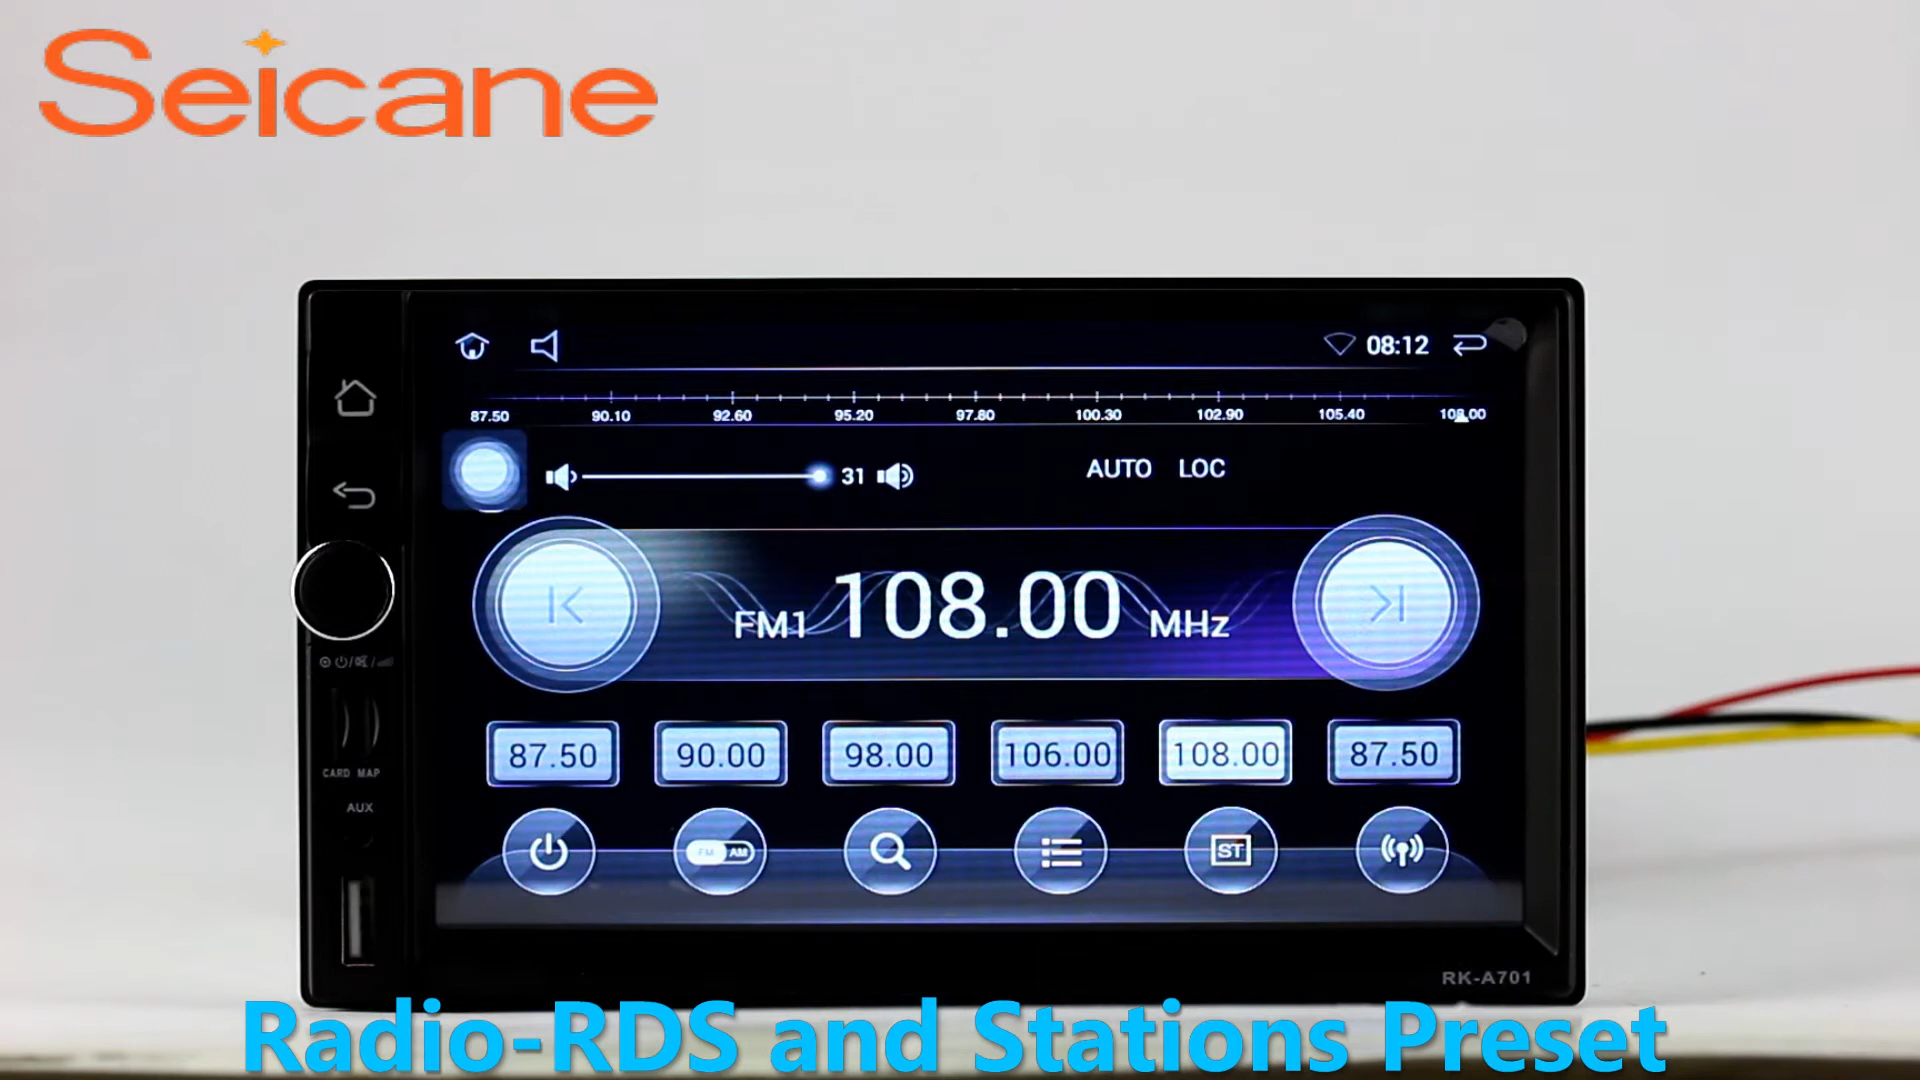 Seicane
08:12
87.50 90.10 92.60 95.20 97.80 100.30 102.90 105.40 108.00
31 AUTO LOC
FM1 108.00 MHz
87.50 90.00 98.00 106.00 108.00 87.50
FM AM ST
CARD MAP
AUX
RK-A701
Radio-RDS and Stations Preset